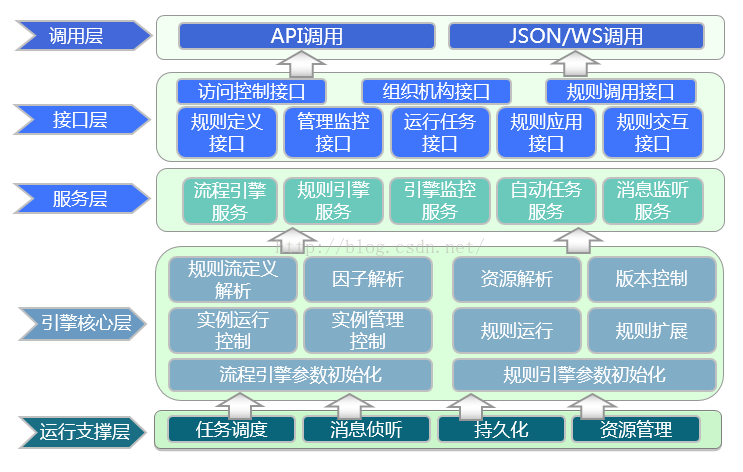 调用层
API调用
JSON/WS调用
接口层
访问控制接口
组织机构接口
规则调用接口
规则定义
接口
管理监控
接口
运行任务
接口
规则应用
接口
规则交互
接口
服务层
流程引擎
服务
规则引擎
服务
引擎监控
服务
自动任务
服务
消息监听
服务
http://blog.csdn.net/
引擎核心层
规则流定义
解析
因子解析
资源解析
版本控制
实例运行
控制
实例管理
控制
规则运行
规则扩展
流程引擎参数初始化
规则引擎参数初始化
运行支撑层
任务调度
消息侦听
持久化
资源管理